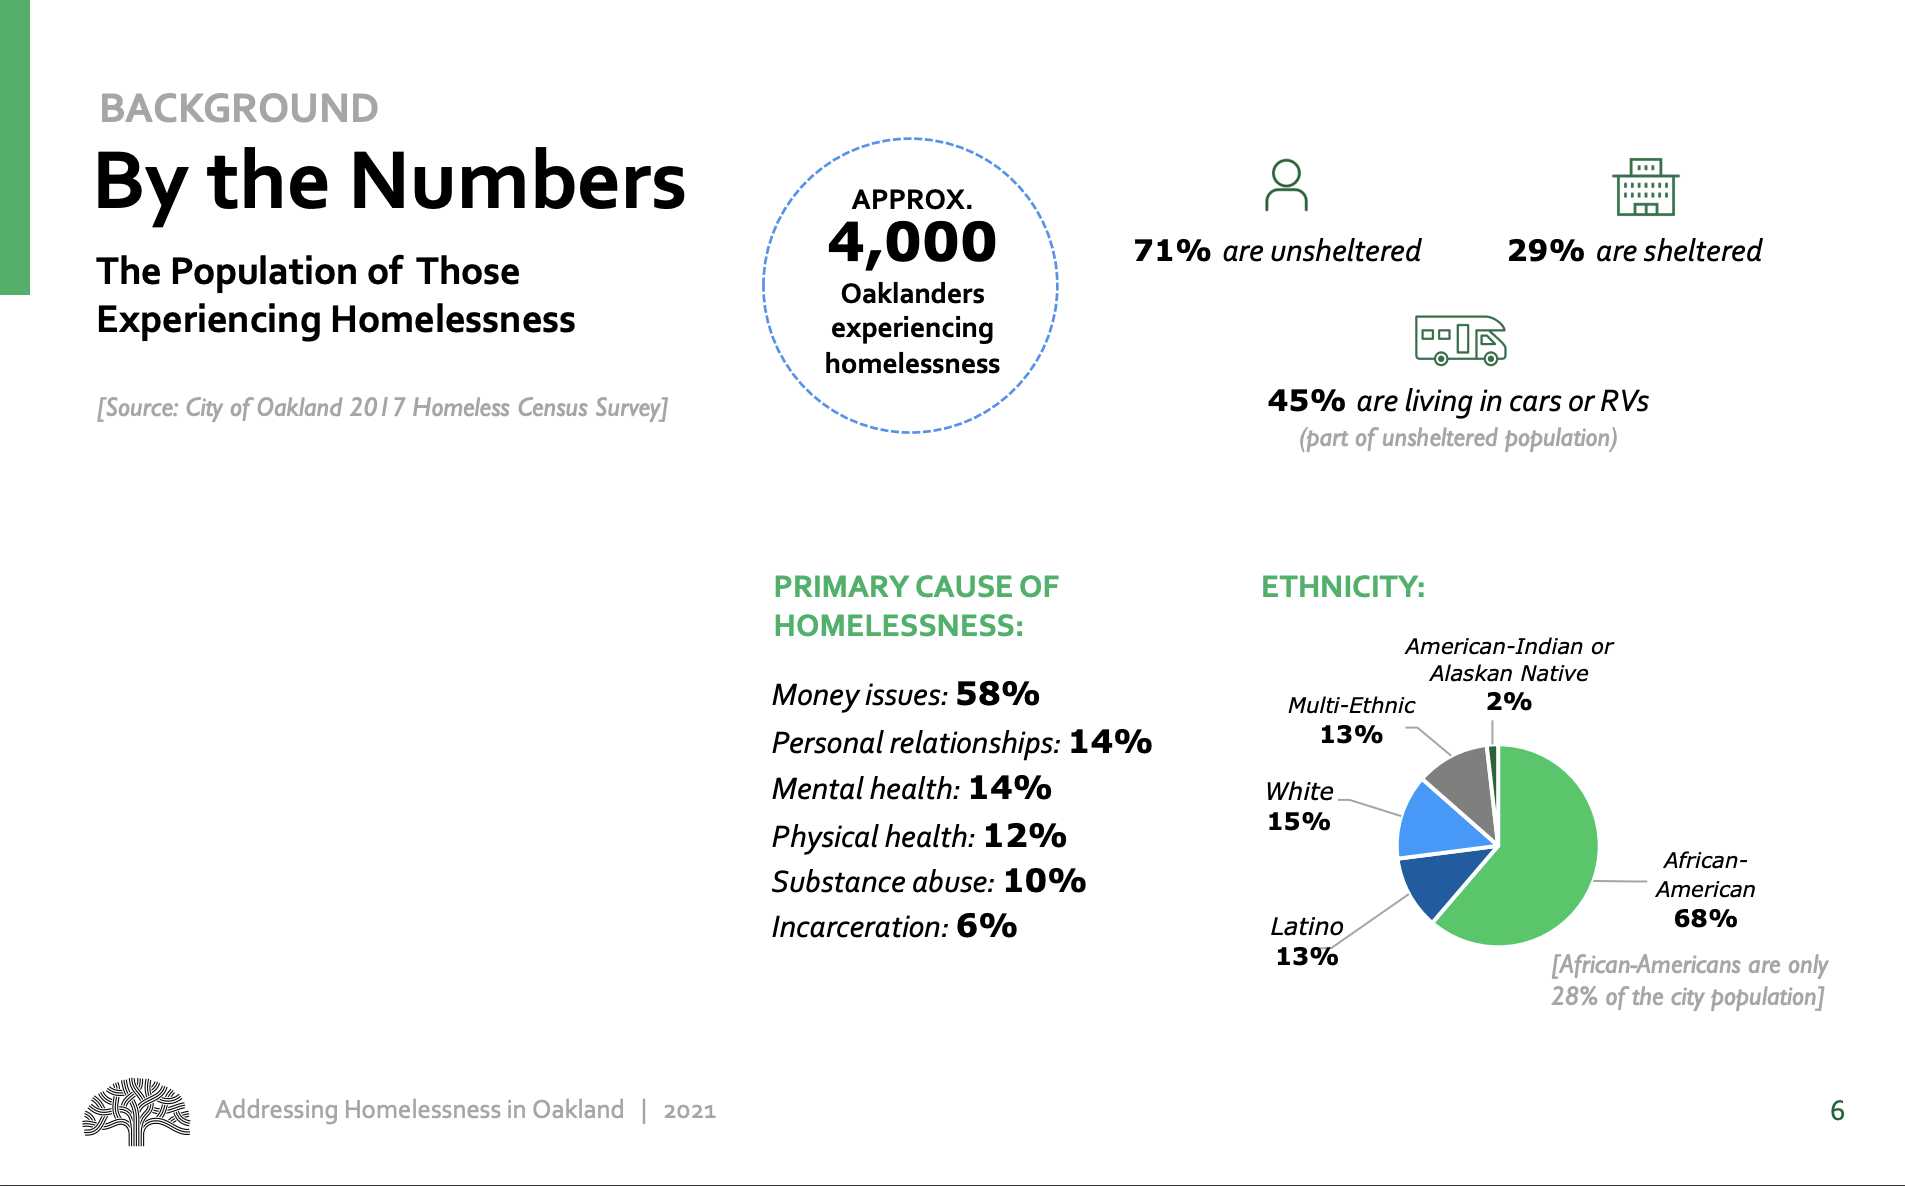 BACKGROUND
By the Numbers
The Population of Those
Experiencing Homelessness
[Source: City of Oakland 2017 Homeless Census Survey]
APPROX.
4,000
Oaklanders
experiencing
homelessness
71% are unsheltered
29% are sheltered
45% are living in cars or RVs
(part of unsheltered population)
PRIMARY CAUSE OF
HOMELESSNESS:
Money issues: 58%
Personal relationships: 14%
Mental health: 14%
Physical health: 12%
Substance abuse: 10%
Incarceration: 6%
ETHNICITY:
American-Indian or
Alaskan Native
2%
Multi-Ethnic
13%
White
15%
Latino
13%
African-
American
68%
[African-Americans are only
28% of the city population]
Addressing Homelessness in Oakland | 2021
6